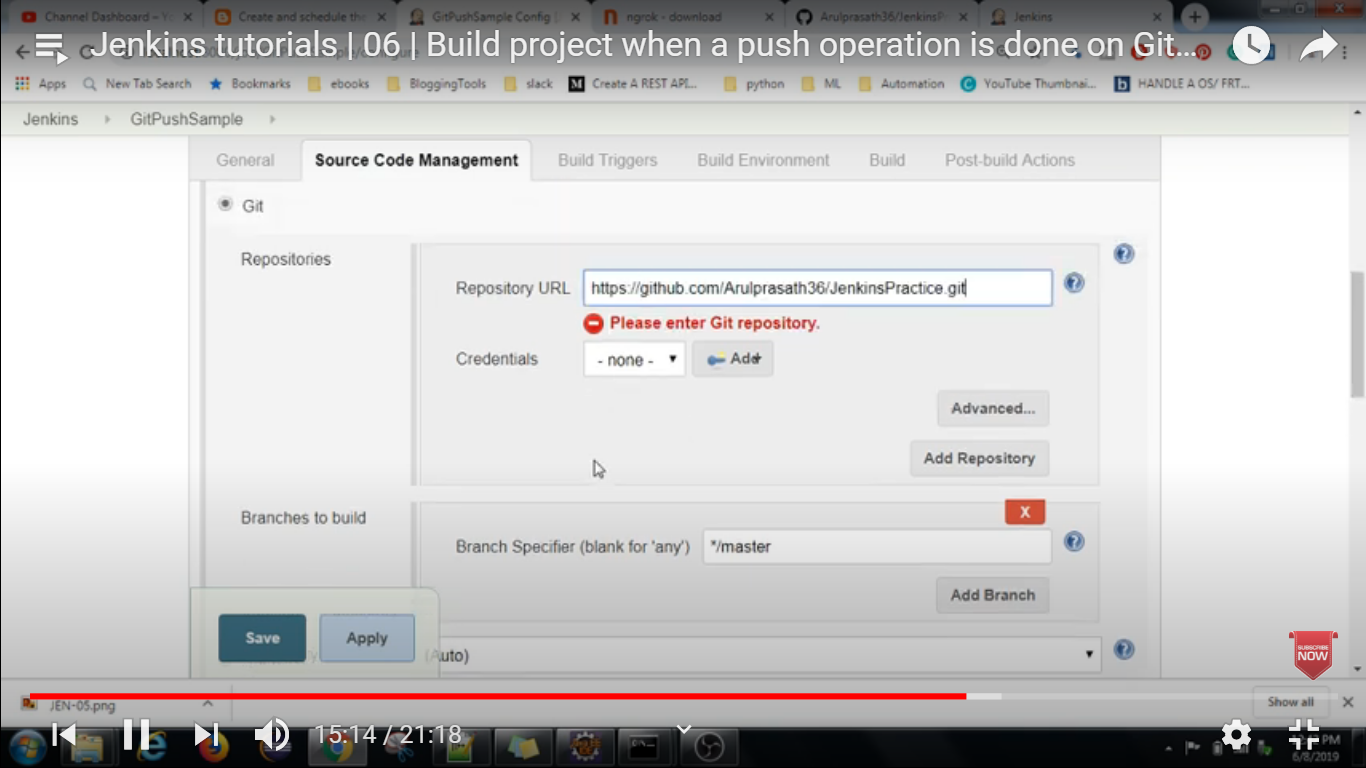 Channel Dashboard – Y
Create and schedule the
GitPushSample Config
ngrok - download
Arulprasath36/JenkinsP
Jenkins
Jenkins tutorials | 06 | Build project when a push operation is done on Git...
Apps
New Tab Search
Bookmarks
ebooks
BloggingTools
slack
M
Create A REST API...
python
ML
Automation
YouTube Thumbnai...
HANDLE A OS/ FRT...
Jenkins
GitPushSample
General
Source Code Management
Build Triggers
Build Environment
Build
Post-build Actions
Git
Repositories
Repository URL
https://github.com/Arulprasath36/JenkinsPractice.git
Please enter Git repository.
Credentials
- none -
Add
Advanced...
Add Repository
Branches to build
X
Branch Specifier (blank for 'any')
*/master
Add Branch
Save
Apply
(Auto)
SUBSCRIBE
NOW
JEN-05.png
Show all
15:14 / 21:18
PM
6/8/2019